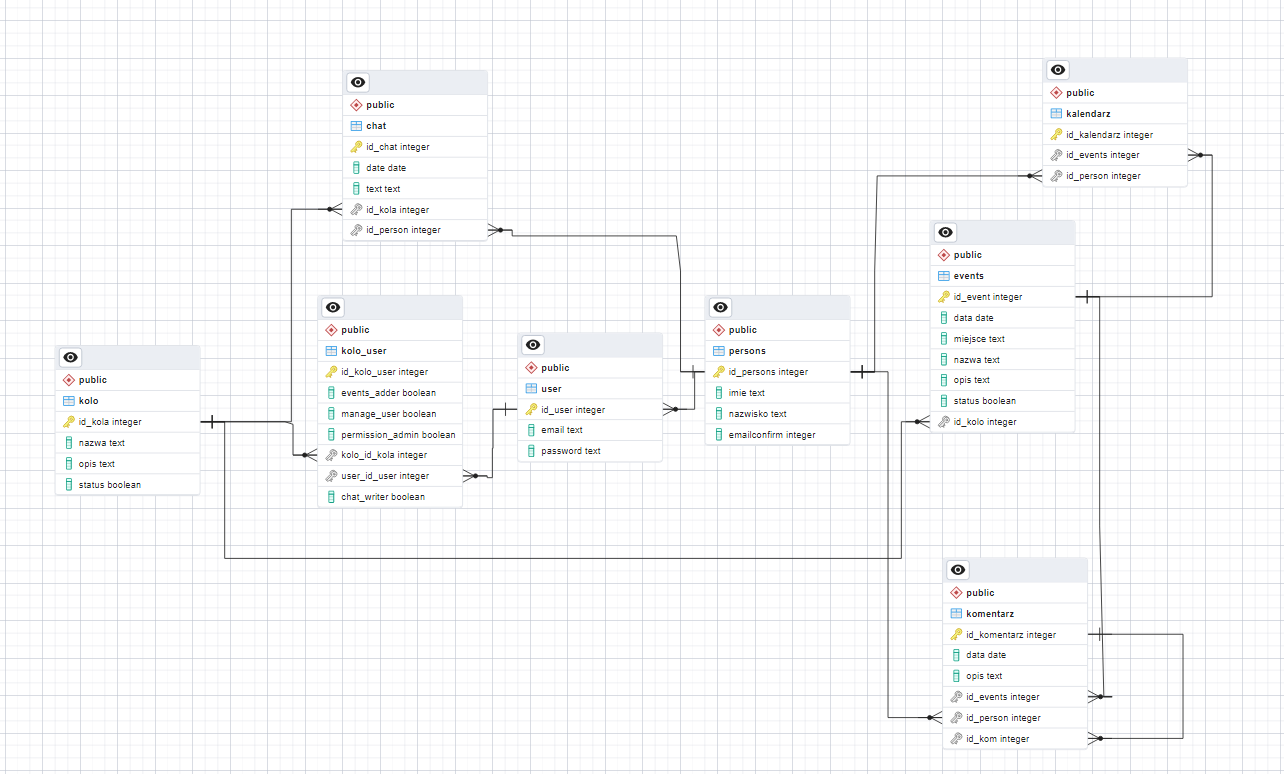 public
chat
id_chat integer
date date
text text
id_kola integer
id_person integer
public
kalendarz
id_kalendarz integer
id_events integer
id_person integer
public
events
id_event integer
data date
miejsce text
nazwa text
opis text
status boolean
id_kolo integer
public
kolo
id_kola integer
nazwa text
opis text
status boolean
public
kolo_user
id_kolo_user integer
events_adder boolean
manage_user boolean
permission_admin boolean
kolo_id_kola integer
user_id_user integer
chat_writer boolean
public
user
id_user integer
email text
password text
public
persons
id_persons integer
imie text
nazwisko text
emailconfirm integer
public
komentarz
id_komentarz integer
data date
opis text
id_events integer
id_person integer
id_kom integer